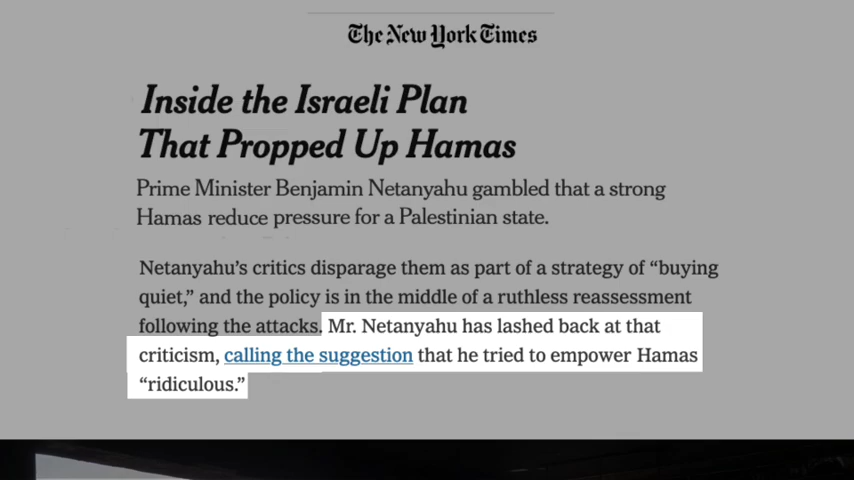 The New York Times
Inside the Israeli Plan
That Propped Up Hamas
Prime Minister Benjamin Netanyahu gambled that a strong
Hamas reduce pressure for a Palestinian state.
Netanyahu’s critics disparage them as part of a strategy of “buying
quiet,” and the policy is in the middle of a ruthless reassessment
following the attacks. Mr. Netanyahu has lashed back at that
criticism, calling the suggestion that he tried to empower Hamas
“ridiculous.”